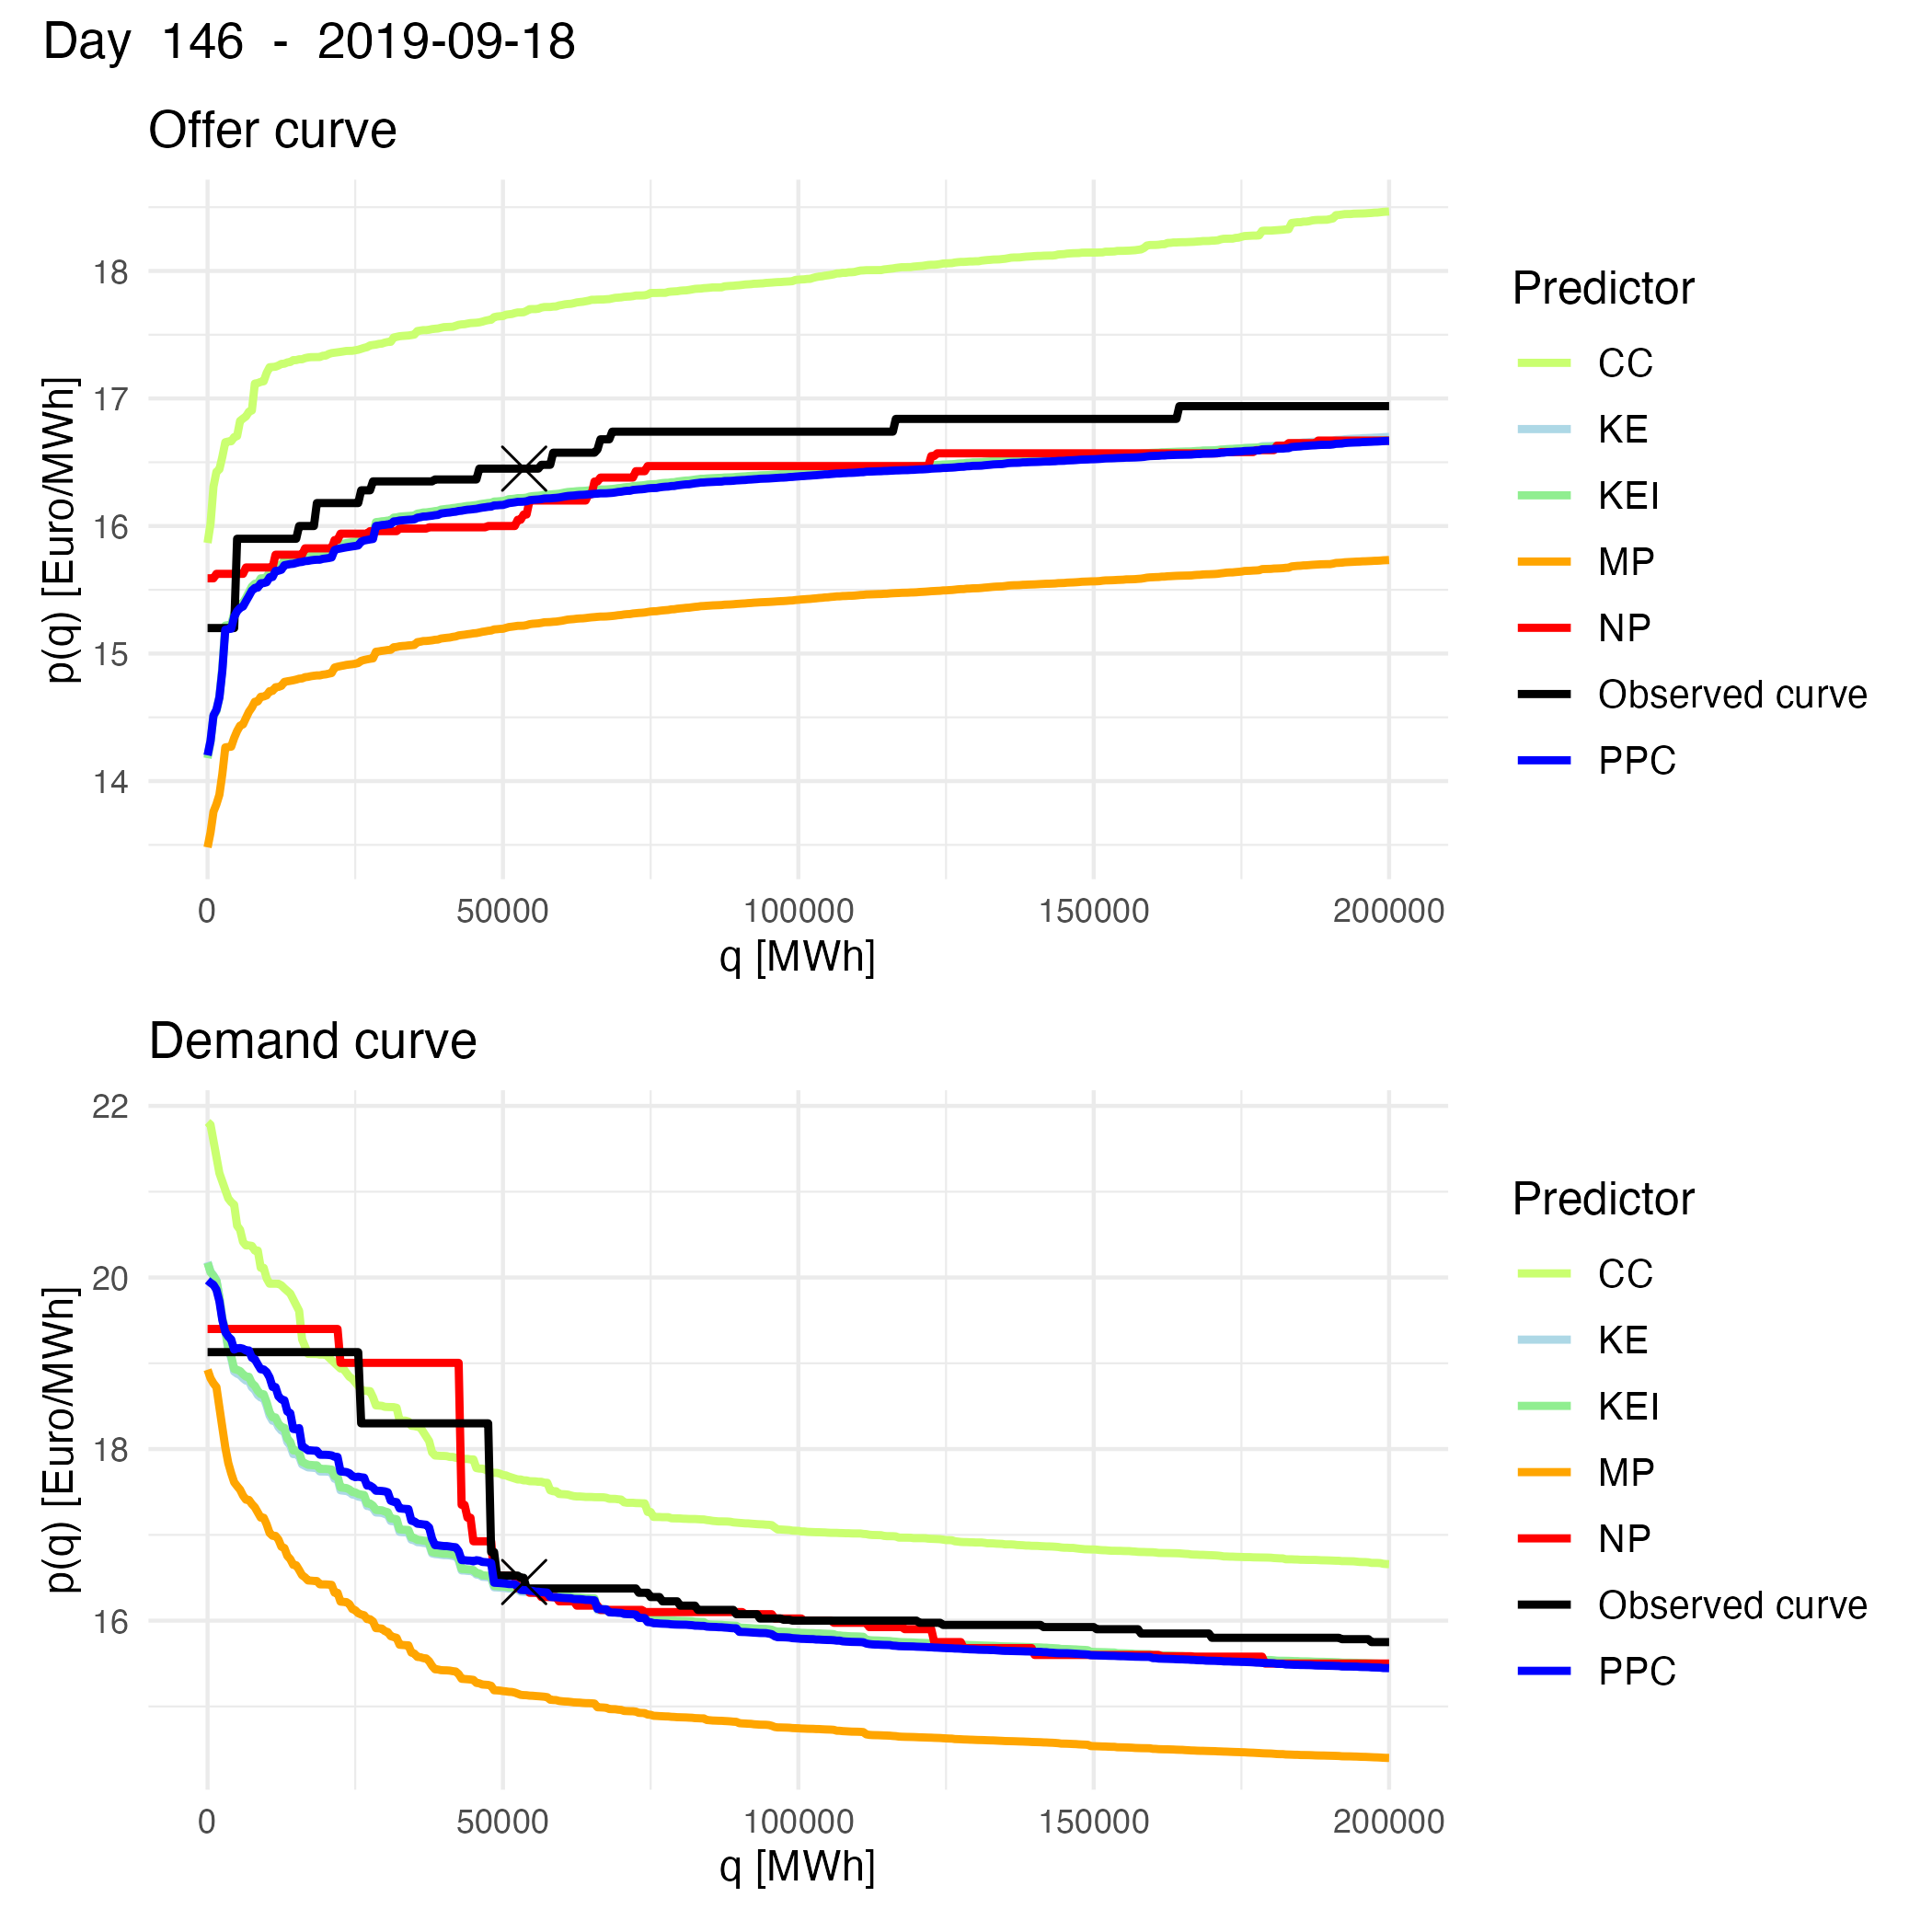 Day 146 - 2019-09-18
Offer curve
18
17
16
15
14
p(q) [Euro/MWh]
0 50000 100000 150000 200000
q [MWh]
Predictor
CC
KE
KEI
MP
NP
Observed curve
PPC
Demand curve
22
20
18
16
p(q) [Euro/MWh]
0 50000 100000 150000 200000
q [MWh]
Predictor
CC
KE
KEI
MP
NP
Observed curve
PPC